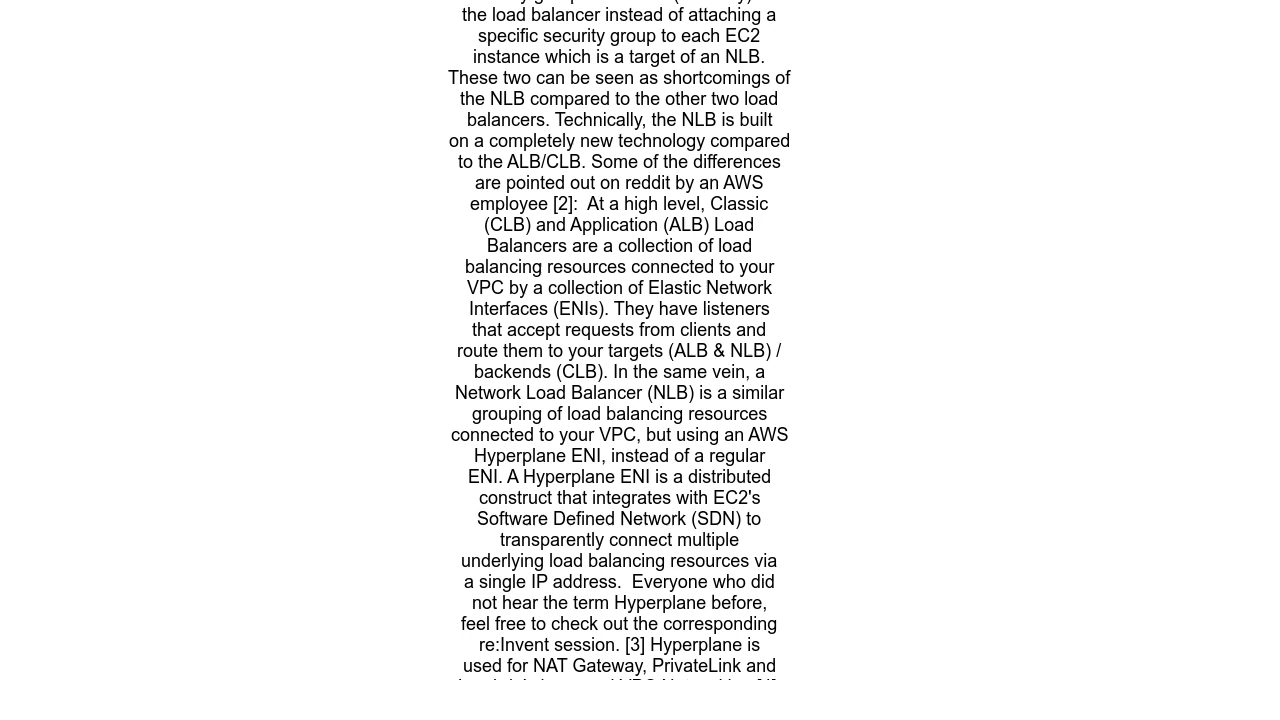 the load balancer instead of attaching a
specific security group to each EC2
instance which is a target of an NLB.
These two can be seen as shortcomings of
the NLB compared to the other two load
balancers. Technically, the NLB is built
on a completely new technology compared
to the ALB/CLB. Some of the differences
are pointed out on reddit by an AWS
employee [2]:  At a high level, Classic
(CLB) and Application (ALB) Load
Balancers are a collection of load
balancing resources connected to your
VPC by a collection of Elastic Network
Interfaces (ENIs). They have listeners
that accept requests from clients and
route them to your targets (ALB & NLB) /
backends (CLB). In the same vein, a
Network Load Balancer (NLB) is a similar
grouping of load balancing resources
connected to your VPC, but using an AWS
Hyperplane ENI, instead of a regular
ENI. A Hyperplane ENI is a distributed
construct that integrates with EC2's
Software Defined Network (SDN) to
transparently connect multiple
underlying load balancing resources via
a single IP address.  Everyone who did
not hear the term Hyperplane before,
feel free to check out the corresponding
re:Invent session. [3] Hyperplane is
used for NAT Gateway, PrivateLink and